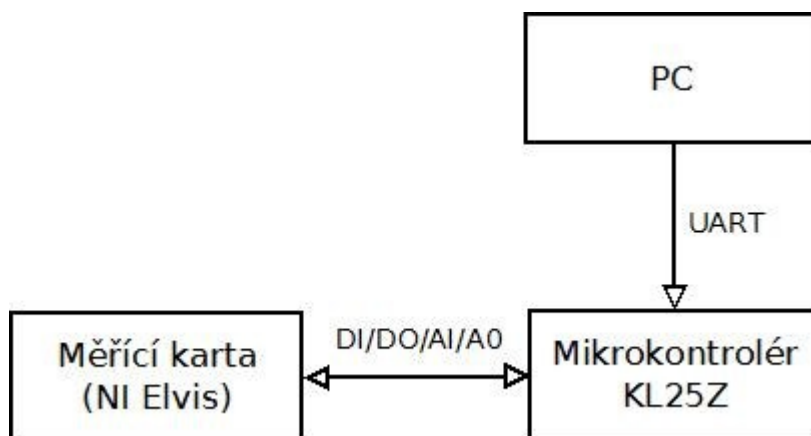 PC
UART
DI/DO/AI/A0
Měřící karta
(NI Elvis)
Mikrokontrolér
KL25Z